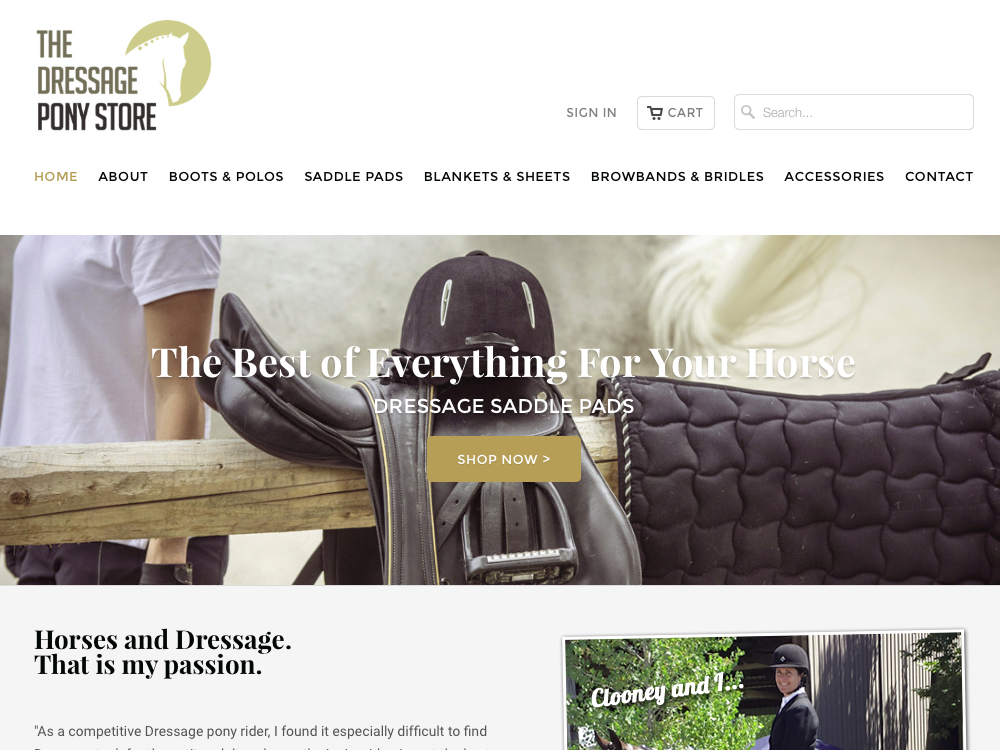 THE
DRESSAGE
PONY STORE
SIGN IN
CART
Search...
HOME ABOUT BOOTS & POLOS SADDLE PADS BLANKETS & SHEETS BROWBANDS & BRIDLES ACCESSORIES CONTACT
The Best of Everything For Your Horse
DRESSAGE SADDLE PADS
SHOP NOW >
Horses and Dressage.
That is my passion.
Clooney and I...
"As a competitive Dressage pony rider, I found it especially difficult to find